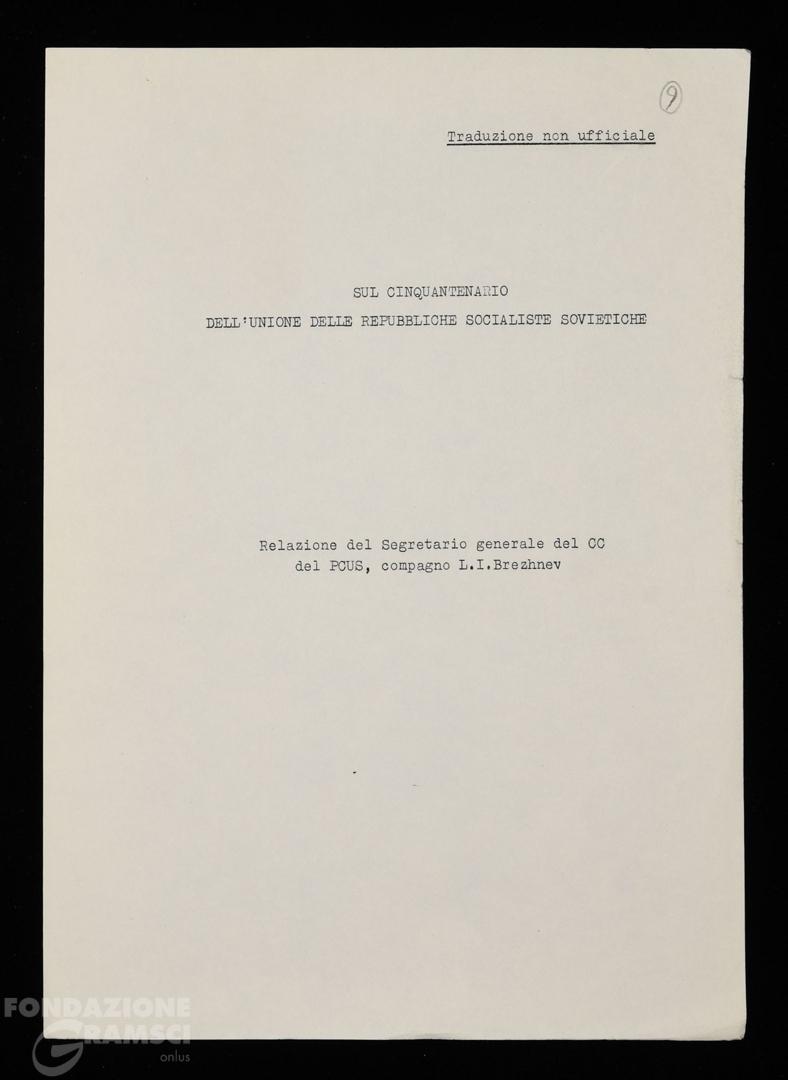 9
Traduzione non ufficiale
SUL CINQUANTENARIO
DELL'UNIONE DELLE REPUBBLICHE SOCIALISTE SOVIETICHE
Relazione del Segretario generale del CC
del PCUS, compagno L.I.Brezhnev
FONDAZIONE
GRAMSCI
onlus